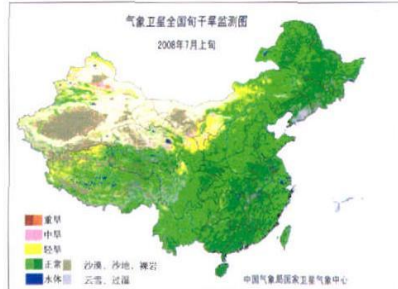 气象卫星全国旬干旱监测图
2008年7月上旬
重旱
中旱
轻旱
正常 沙漠、沙地、裸岩
水体 云雪、过湿
中国气象局国家卫星气象中心